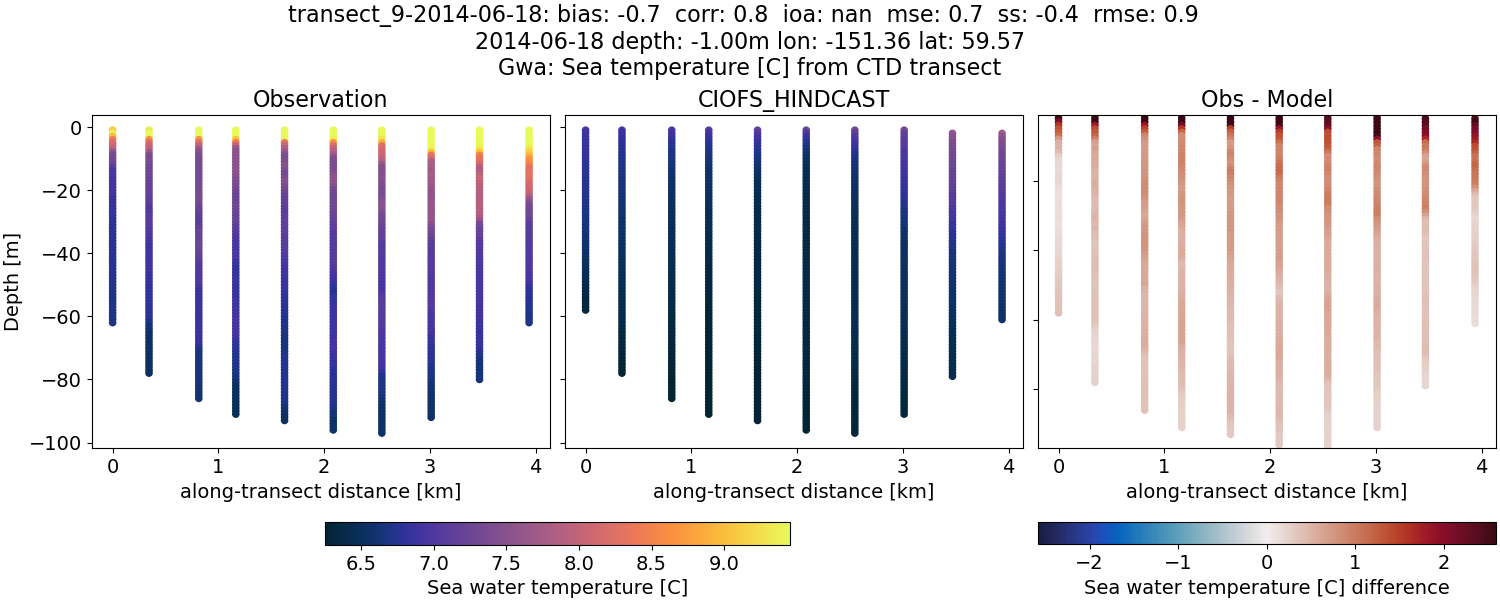 transect_9-2014-06-18: bias: -0.7  corr: 0.8  ioa: nan  mse: 0.7  ss: -0.4  rmse: 0.9
2014-06-18 depth: -1.00m lon: -151.36 lat: 59.57
Gwa: Sea temperature [C] from CTD transect
Observation
CIOFS_HINDCAST
Obs - Model
Depth [m]
0
−20
−40
−60
−80
−100
0 1 2 3 4
0 1 2 3 4
0 1 2 3 4
along-transect distance [km]
along-transect distance [km]
along-transect distance [km]
6.5 7.0 7.5 8.0 8.5 9.0
Sea water temperature [C]
−2 −1 0 1 2
Sea water temperature [C] difference